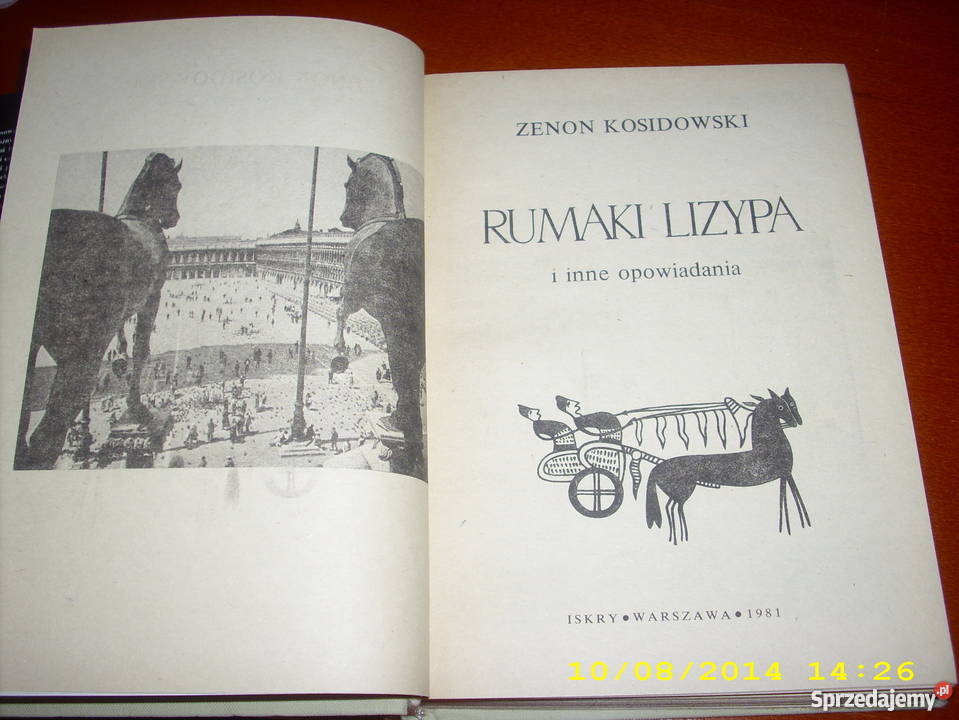 ZENON KOSIDOWSKI
RUMAKI LIZYPA
i inne opowiadania
ISKRY • WARSZAWA • 1981
10/08/2014 14:26
Sprzedajemy.pl